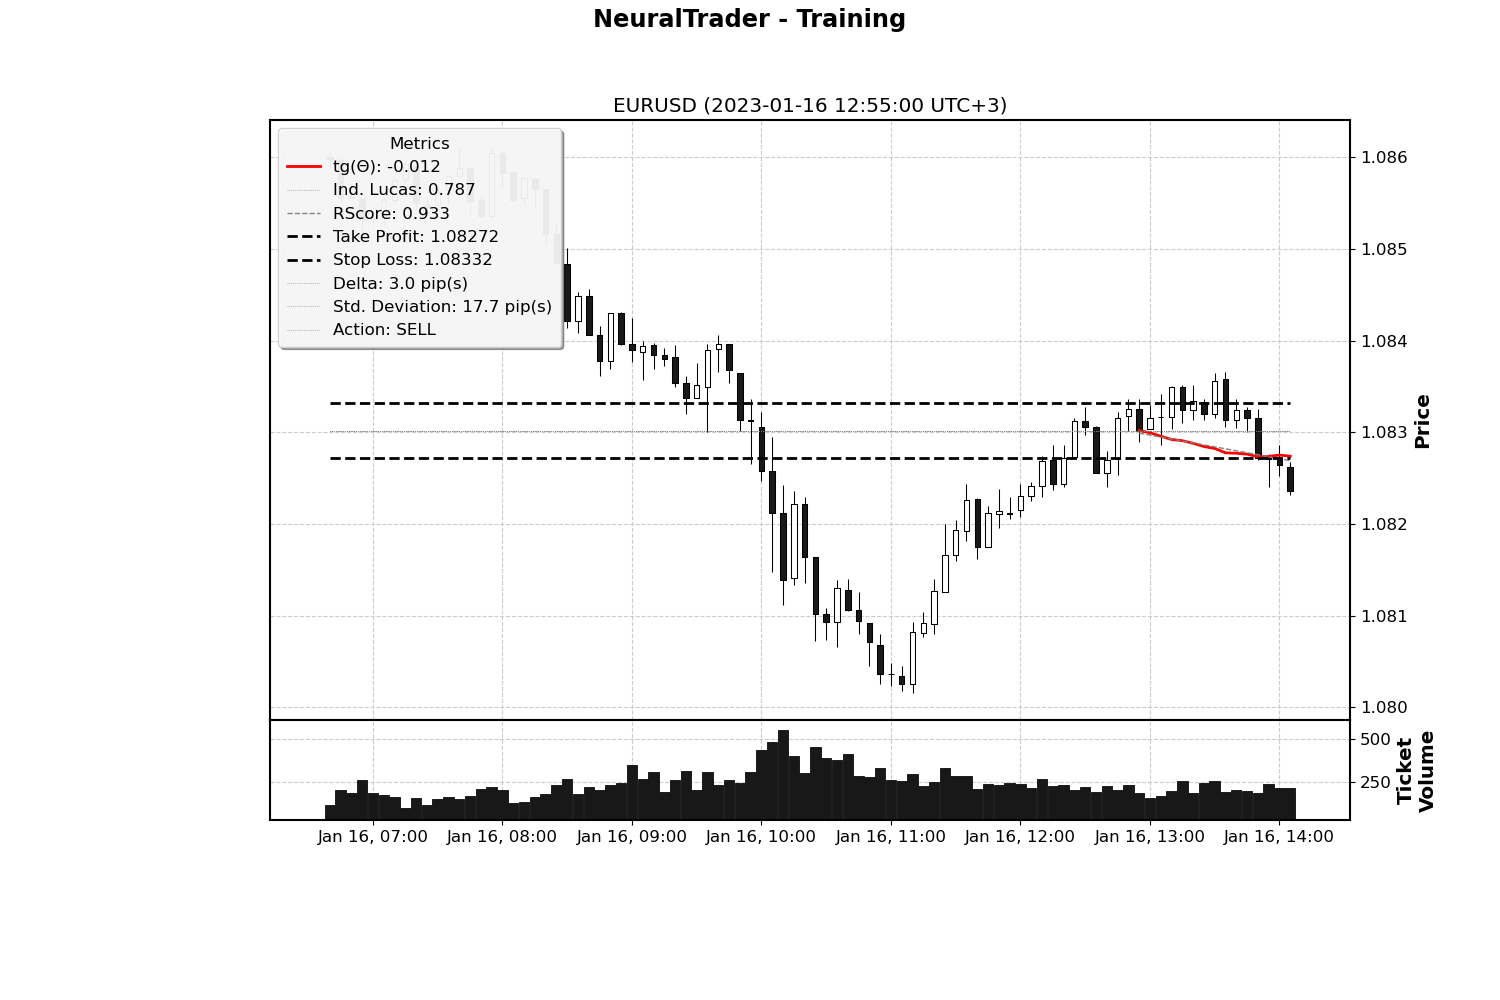 NeuralTrader - Training
EURUSD (2023-01-16 12:55:00 UTC+3)
Metrics
tg(Θ): -0.012
Ind. Lucas: 0.787
RScore: 0.933
Take Profit: 1.08272
Stop Loss: 1.08332
Delta: 3.0 pip(s)
Std. Deviation: 17.7 pip(s)
Action: SELL
1.086
1.085
1.084
1.083
1.082
1.081
1.080
Price
500
250
Ticket
Volume
Jan 16, 07:00
Jan 16, 08:00
Jan 16, 09:00
Jan 16, 10:00
Jan 16, 11:00
Jan 16, 12:00
Jan 16, 13:00
Jan 16, 14:00